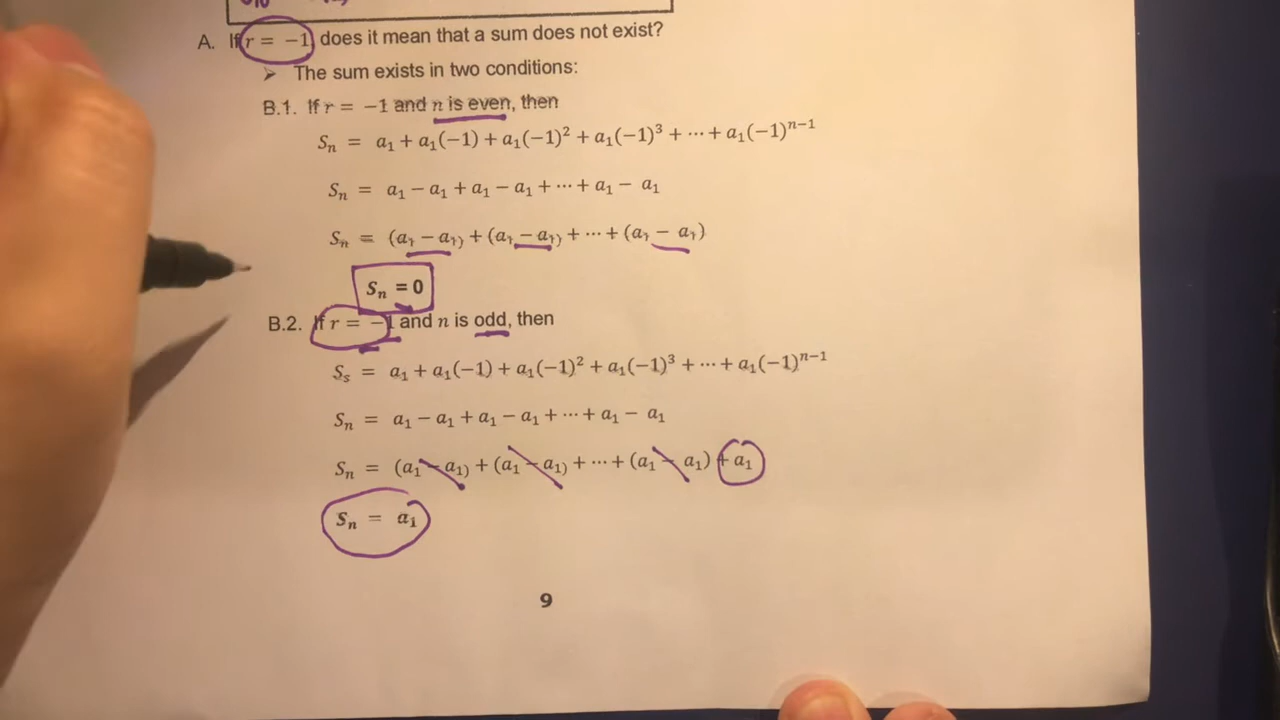 A. If r = −1, does it mean that a sum does not exist?
➢ The sum exists in two conditions:
B.1. If r = −1 and n is even, then
Sₙ = a₁ + a₁(−1) + a₁(−1)² + a₁(−1)³ + ⋯ + a₁(−1)ⁿ⁻¹
Sₙ = a₁ − a₁ + a₁ − a₁ + ⋯ + a₁ − a₁
Sₙ = (a₁ − a₁) + (a₁ − a₁) + ⋯ + (a₁ − a₁)
Sₙ = 0
B.2. If r = −1 and n is odd, then
Sₛ = a₁ + a₁(−1) + a₁(−1)² + a₁(−1)³ + ⋯ + a₁(−1)ⁿ⁻¹
Sₙ = a₁ − a₁ + a₁ − a₁ + ⋯ + a₁ − a₁
Sₙ = (a₁ − a₁) + (a₁ − a₁) + ⋯ + (a₁ − a₁) + a₁
Sₙ = a₁
9